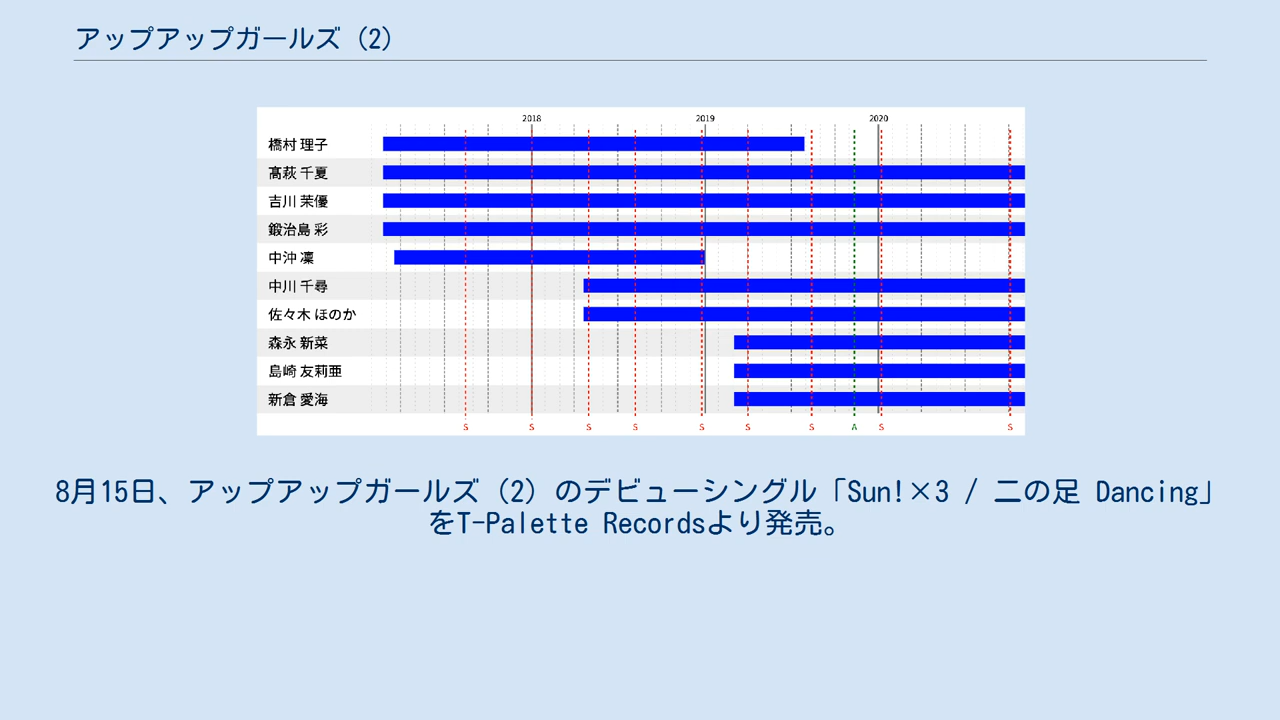 アップアップガールズ（2）
2018 2019 2020
橋村 理子
髙萩 千夏
吉川 茉優
鍛治島 彩
中沖 凜
中川 千尋
佐々木 ほのか
森永 新菜
島崎 友莉亜
新倉 愛海
S S S S S S S A S S
8月15日、アップアップガールズ（2）のデビューシングル「Sun!×3 / 二の足 Dancing」
をT-Palette Recordsより発売。